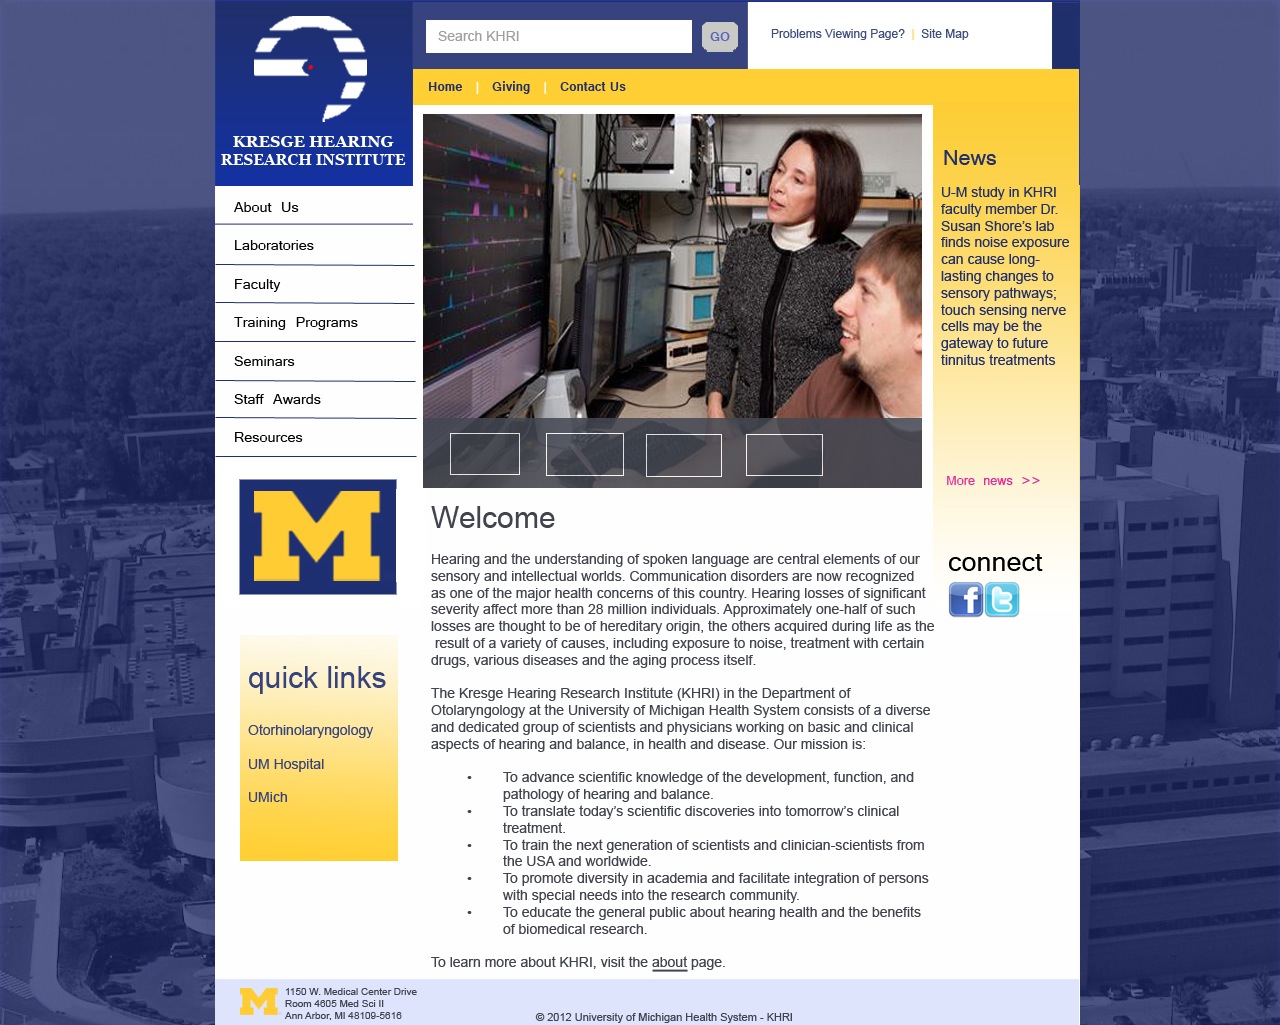 Search KHRI
GO
Problems Viewing Page? | Site Map
KRESGE HEARING
RESEARCH INSTITUTE
Home | Giving | Contact Us
About Us
Laboratories
Faculty
Training Programs
Seminars
Staff Awards
Resources
M
quick links
Otorhinolaryngology
UM Hospital
UMich
Welcome
Hearing and the understanding of spoken language are central elements of our
sensory and intellectual worlds. Communication disorders are now recognized
as one of the major health concerns of this country. Hearing losses of significant
severity affect more than 28 million individuals. Approximately one-half of such
losses are thought to be of hereditary origin, the others acquired during life as the
result of a variety of causes, including exposure to noise, treatment with certain
drugs, various diseases and the aging process itself.
The Kresge Hearing Research Institute (KHRI) in the Department of
Otolaryngology at the University of Michigan Health System consists of a diverse
and dedicated group of scientists and physicians working on basic and clinical
aspects of hearing and balance, in health and disease. Our mission is:
• To advance scientific knowledge of the development, function, and
pathology of hearing and balance.
• To translate today's scientific discoveries into tomorrow's clinical
treatment.
• To train the next generation of scientists and clinician-scientists from
the USA and worldwide.
• To promote diversity in academia and facilitate integration of persons
with special needs into the research community.
• To educate the general public about hearing health and the benefits
of biomedical research.
To learn more about KHRI, visit the about page.
News
U-M study in KHRI
faculty member Dr.
Susan Shore's lab
finds noise exposure
can cause long-
lasting changes to
sensory pathways;
touch sensing nerve
cells may be the
gateway to future
tinnitus treatments
More news >>
connect
f
t
M
1150 W. Medical Center Drive
Room 4605 Med Sci II
Ann Arbor, MI 48109-5616
© 2012 University of Michigan Health System - KHRI